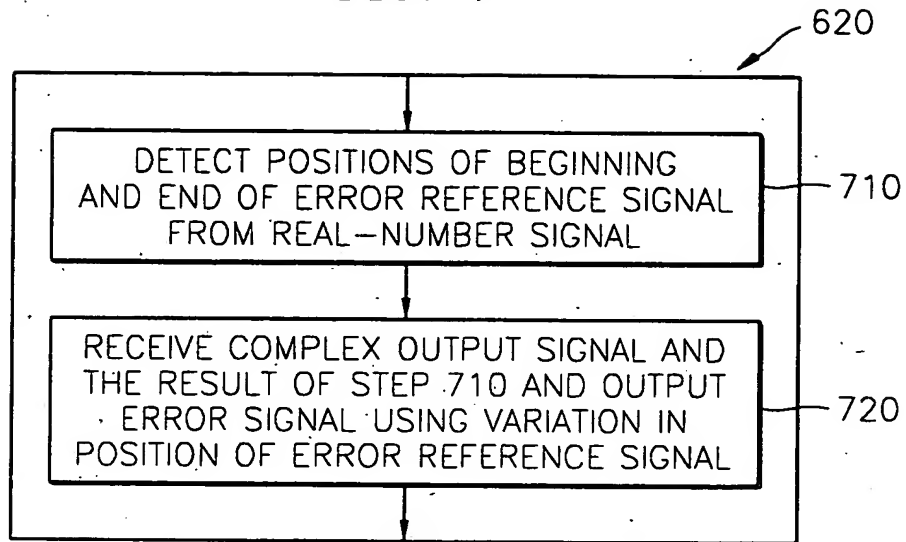 620
DETECT POSITIONS OF BEGINNING
AND END OF ERROR REFERENCE SIGNAL
FROM REAL-NUMBER SIGNAL
710
RECEIVE COMPLEX OUTPUT SIGNAL AND
THE RESULT OF STEP 710 AND OUTPUT
ERROR SIGNAL USING VARIATION IN
POSITION OF ERROR REFERENCE SIGNAL
720